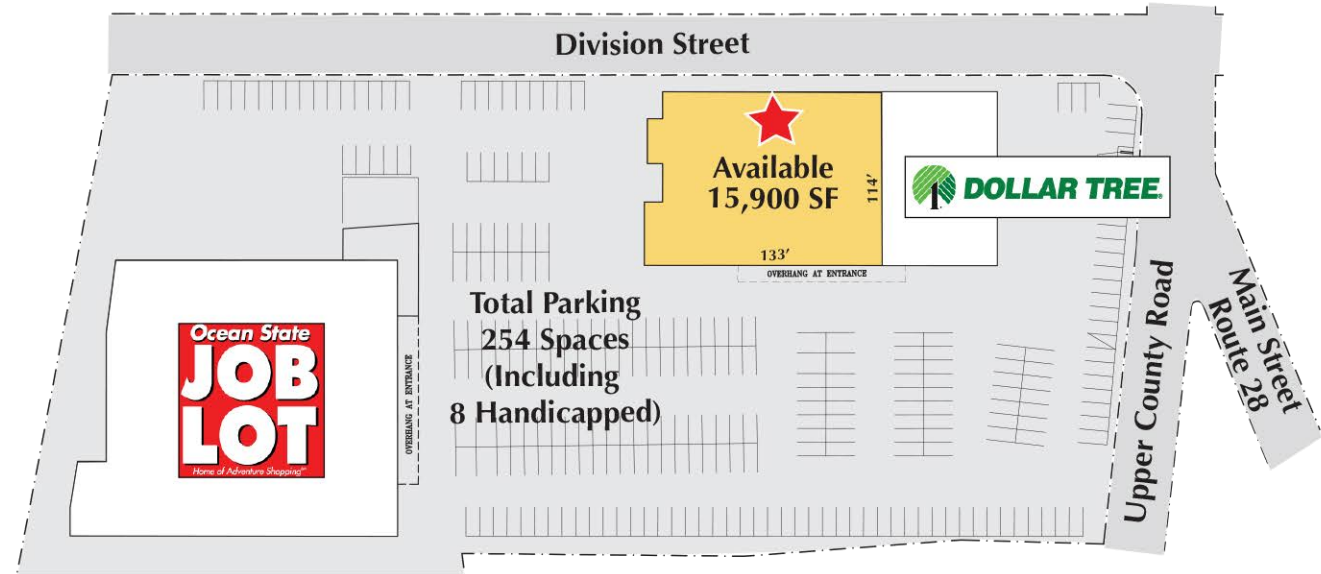 Division Street
Available
15,900 SF
114'
133'
OVERHANG AT ENTRANCE
DOLLAR TREE
Total Parking
254 Spaces
(Including
8 Handicapped)
Ocean State
JOB
LOT
Home of Adventure Shopping
OVERHANG AT ENTRANCE
Upper County Road
Main Street
Route 28